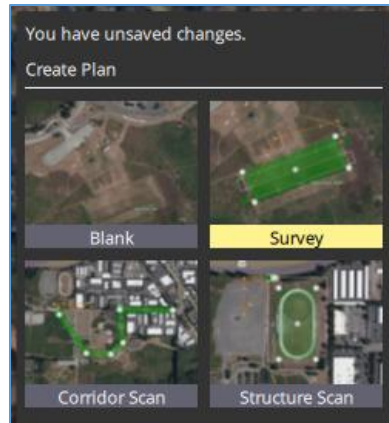 You have unsaved changes.
Create Plan
Blank
Survey
Corridor Scan
Structure Scan